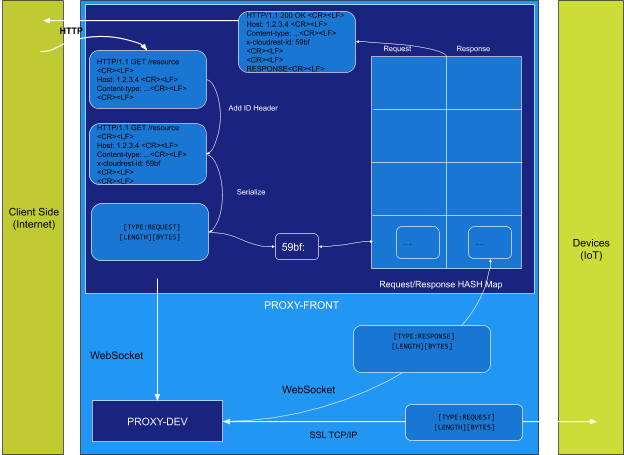 HTTP
HTTP/1.1 200 OK <CR><LF>
Host: 1.2.3.4 <CR><LF>
Content-type: ...<CR><LF>
x-cloudrest-id: 59bf
<CR><LF>
<CR><LF>
RESPONSE<CR><LF>
Request
Response
HTTP/1.1 GET /resource
<CR><LF>
Host: 1.2.3.4 <CR><LF>
Content-type: ...<CR><LF>
<CR><LF>
Add ID Header
HTTP/1.1 GET /resource
<CR><LF>
Host: 1.2.3.4 <CR><LF>
Content-type: ...<CR><LF>
x-cloudrest-id: 59bf
<CR><LF>
<CR><LF>
Serialize
Client Side
(Internet)
[TYPE:REQUEST]
[LENGTH][BYTES]
59bf:
....
....
Devices
(IoT)
Request/Response HASH Map
PROXY-FRONT
WebSocket
[TYPE:RESPONSE]
[LENGTH][BYTES]
WebSocket
PROXY-DEV
SSL TCP/IP
[TYPE:REQUEST]
[LENGTH][BYTES]